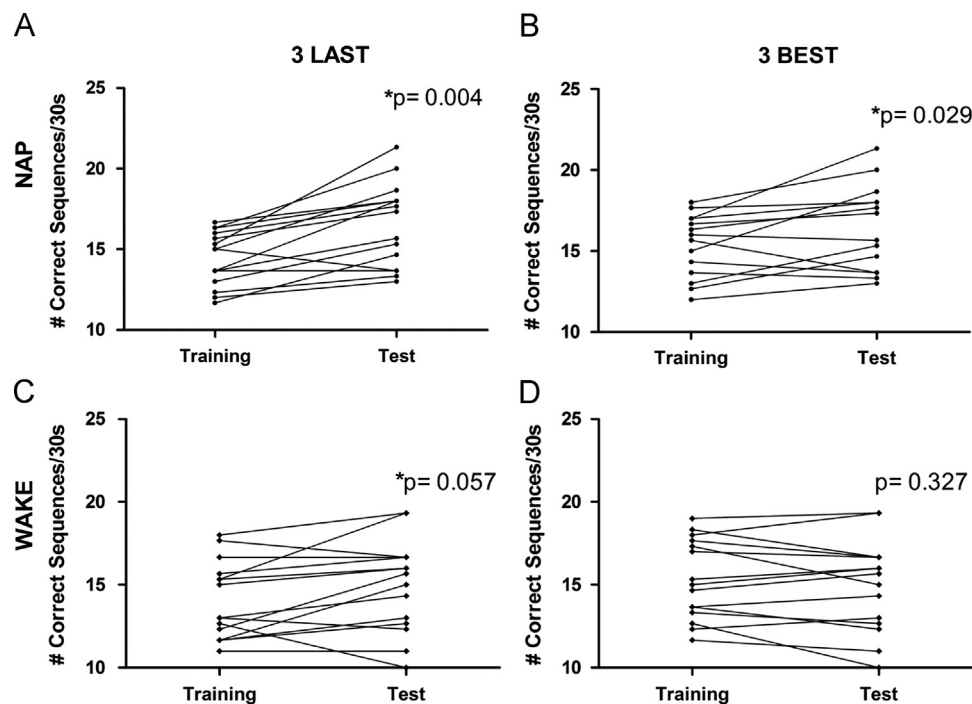 A
3 LAST
NAP
# Correct Sequences/30s
25
20
15
10
*p= 0.004
Training
Test
B
3 BEST
# Correct Sequences/30s
25
20
15
10
*p= 0.029
Training
Test
C
WAKE
# Correct Sequences/30s
25
20
15
10
*p= 0.057
Training
Test
D
# Correct Sequences/30s
25
20
15
10
p= 0.327
Training
Test